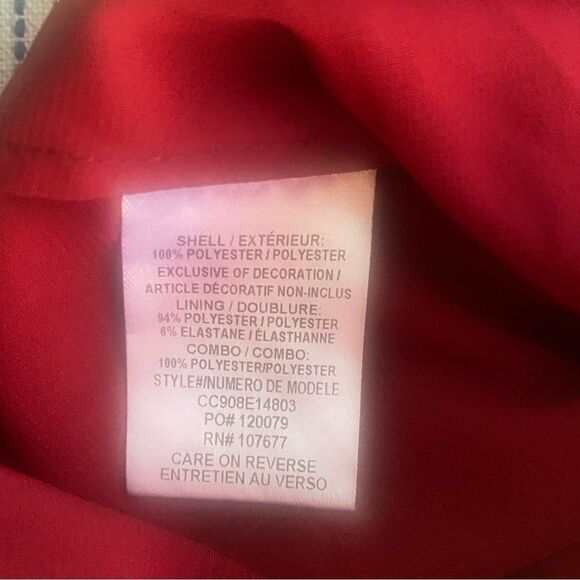 SHELL / EXTÉRIEUR:
100% POLYESTER / POLYESTER
EXCLUSIVE OF DECORATION /
ARTICLE DÉCORATIF NON-INCLUS
LINING / DOUBLURE:
94% POLYESTER / POLYESTER
6% ELASTANE / ÉLASTHANNE
COMBO / COMBO:
100% POLYESTER/POLYESTER
STYLE#/NUMERO DE MODELE
CC908E14803
PO# 120079
RN# 107677
CARE ON REVERSE
ENTRETIEN AU VERSO